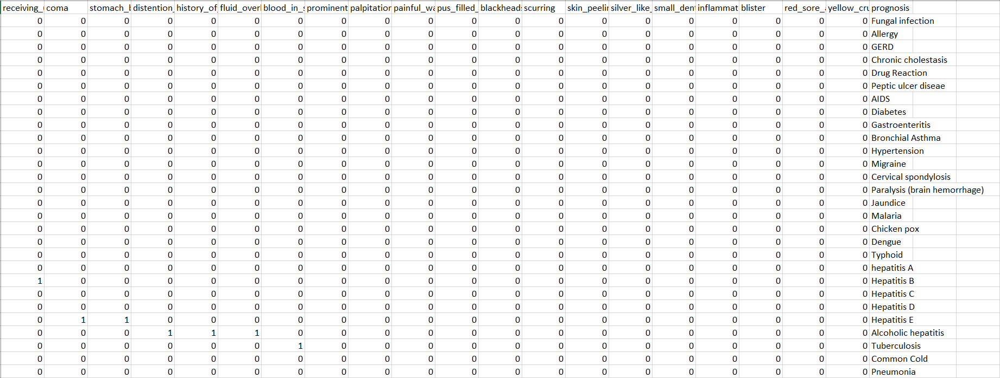 receiving_ coma stomach_ distention_ history_of_ fluid_over blood_in_s prominent palpitation painful_wa pus_filled_ blackheads scurring skin_peelin silver_like_ small_dent inflammat blister red_sore_a yellow_cru prognosis
0 0 0 0 0 0 0 0 0 0 0 0 0 0 0 0 0 0 0 0 Fungal infection
0 0 0 0 0 0 0 0 0 0 0 0 0 0 0 0 0 0 0 0 Allergy
0 0 0 0 0 0 0 0 0 0 0 0 0 0 0 0 0 0 0 0 GERD
0 0 0 0 0 0 0 0 0 0 0 0 0 0 0 0 0 0 0 0 Chronic cholestasis
0 0 0 0 0 0 0 0 0 0 0 0 0 0 0 0 0 0 0 0 Drug Reaction
0 0 0 0 0 0 0 0 0 0 0 0 0 0 0 0 0 0 0 0 Peptic ulcer diseae
0 0 0 0 0 0 0 0 0 0 0 0 0 0 0 0 0 0 0 0 AIDS
0 0 0 0 0 0 0 0 0 0 0 0 0 0 0 0 0 0 0 0 Diabetes
0 0 0 0 0 0 0 0 0 0 0 0 0 0 0 0 0 0 0 0 Gastroenteritis
0 0 0 0 0 0 0 0 0 0 0 0 0 0 0 0 0 0 0 0 Bronchial Asthma
0 0 0 0 0 0 0 0 0 0 0 0 0 0 0 0 0 0 0 0 Hypertension
0 0 0 0 0 0 0 0 0 0 0 0 0 0 0 0 0 0 0 0 Migraine
0 0 0 0 0 0 0 0 0 0 0 0 0 0 0 0 0 0 0 0 Cervical spondylosis
0 0 0 0 0 0 0 0 0 0 0 0 0 0 0 0 0 0 0 0 Paralysis (brain hemorrhage)
0 0 0 0 0 0 0 0 0 0 0 0 0 0 0 0 0 0 0 0 Jaundice
0 0 0 0 0 0 0 0 0 0 0 0 0 0 0 0 0 0 0 0 Malaria
0 0 0 0 0 0 0 0 0 0 0 0 0 0 0 0 0 0 0 0 Chicken pox
0 0 0 0 0 0 0 0 0 0 0 0 0 0 0 0 0 0 0 0 Dengue
0 0 0 0 0 0 0 0 0 0 0 0 0 0 0 0 0 0 0 0 Typhoid
0 0 0 0 0 0 0 0 0 0 0 0 0 0 0 0 0 0 0 0 hepatitis A
1 0 0 0 0 0 0 0 0 0 0 0 0 0 0 0 0 0 0 0 Hepatitis B
0 0 0 0 0 0 0 0 0 0 0 0 0 0 0 0 0 0 0 0 Hepatitis C
0 0 0 0 0 0 0 0 0 0 0 0 0 0 0 0 0 0 0 0 Hepatitis D
0 1 1 0 0 0 0 0 0 0 0 0 0 0 0 0 0 0 0 0 Hepatitis E
0 0 0 1 1 1 0 0 0 0 0 0 0 0 0 0 0 0 0 0 Alcoholic hepatitis
0 0 0 0 0 0 1 0 0 0 0 0 0 0 0 0 0 0 0 0 Tuberculosis
0 0 0 0 0 0 0 0 0 0 0 0 0 0 0 0 0 0 0 0 Common Cold
0 0 0 0 0 0 0 0 0 0 0 0 0 0 0 0 0 0 0 0 Pneumonia